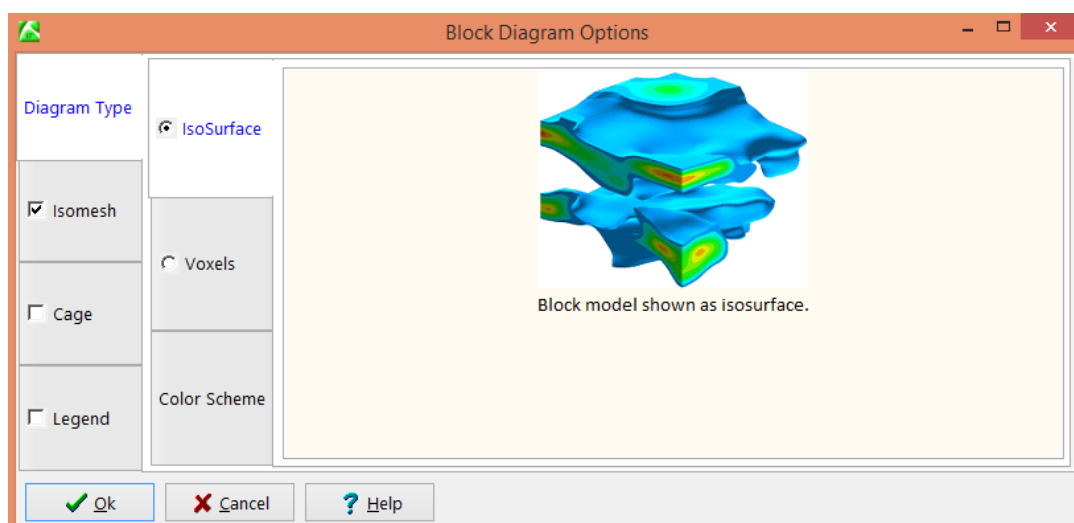 Block Diagram Options
Diagram Type
IsoSurface
Isomesh
Voxels
Cage
Color Scheme
Legend
Block model shown as isosurface.
Ok
Cancel
? Help